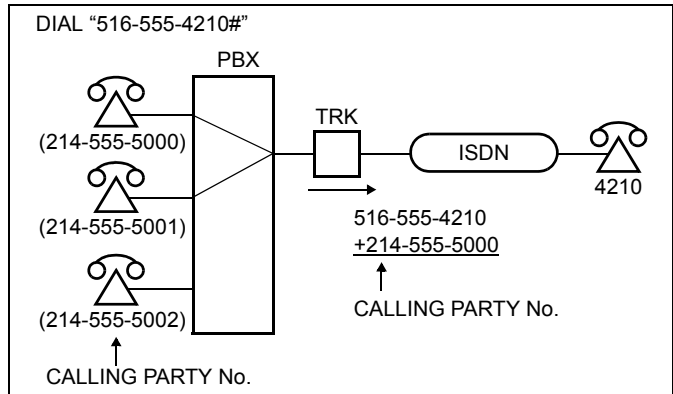 DIAL “516-555-4210#”
PBX
TRK
(214-555-5000)
ISDN
4210
(214-555-5001)
516-555-4210
+214-555-5000
(214-555-5002)
CALLING PARTY No.
CALLING PARTY No.